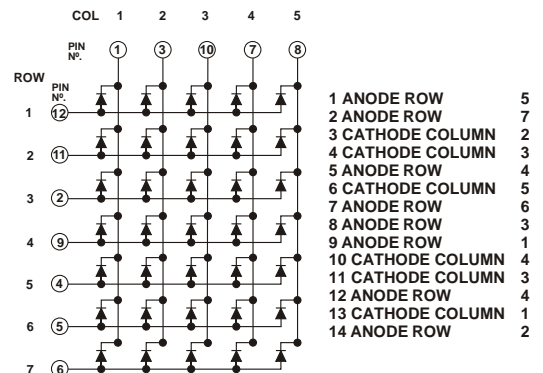 COL 1 2 3 4 5
PIN Nº. 1 3 10 7 8
ROW PIN Nº.
1 12
2 11
3 2
4 9
5 4
6 5
7 6
1 ANODE ROW 5
2 ANODE ROW 7
3 CATHODE COLUMN 2
4 CATHODE COLUMN 3
5 ANODE ROW 4
6 CATHODE COLUMN 5
7 ANODE ROW 6
8 ANODE ROW 3
9 ANODE ROW 1
10 CATHODE COLUMN 4
11 CATHODE COLUMN 3
12 ANODE ROW 4
13 CATHODE COLUMN 1
14 ANODE ROW 2